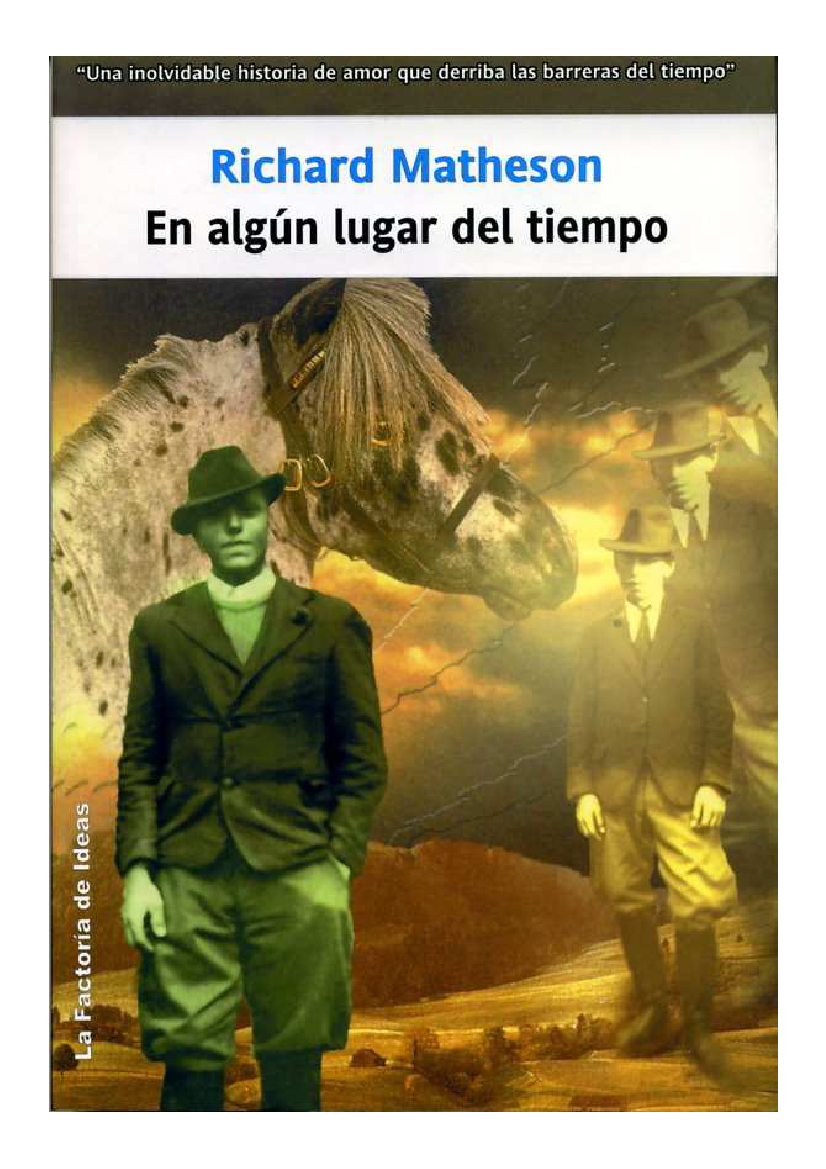 “Una inolvidable historia de amor que derriba las barreras del tiempo”
Richard Matheson
En algún lugar del tiempo
La Factoría de Ideas